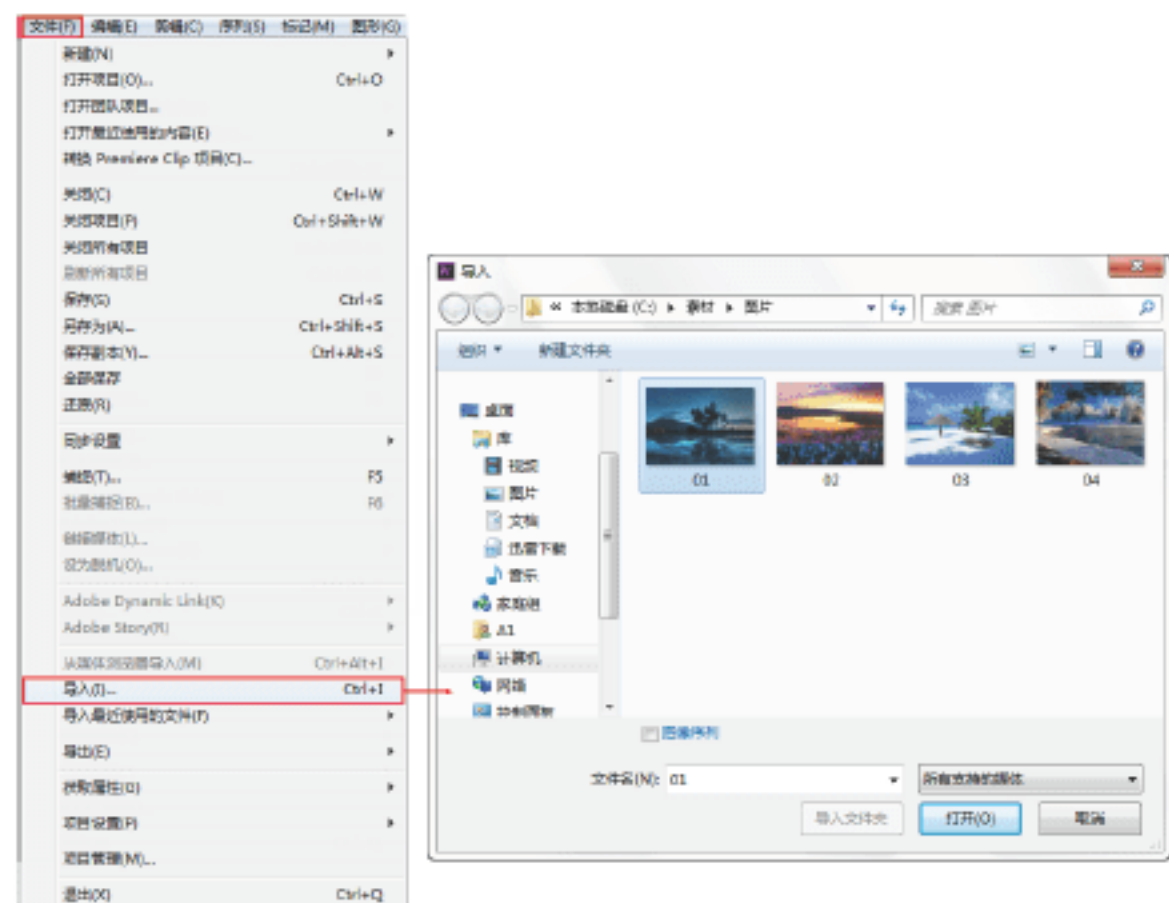 文件(F) 编辑(E) 剪辑(C) 序列(S) 标记(M) 图形(G)
新建(N)
打开项目(O)... Ctrl+O
打开团队项目...
打开最近使用的内容(E)
转换 Premiere Clip 项目(C)...
关闭(C) Ctrl+W
关闭项目(P) Ctrl+Shift+W
关闭所有项目
刷新所有项目
保存(S) Ctrl+S
另存为(A)... Ctrl+Shift+S
保存副本(Y)... Ctrl+Alt+S
全部保存
还原(R)
同步设置
捕捉(T)... F5
批量捕捉(B)... F6
链接媒体(L)...
设为脱机(O)...
Adobe Dynamic Link(K)
Adobe Story(R)
从媒体浏览器导入(M) Ctrl+Alt+I
导入(I)... Ctrl+I
导入最近使用的文件(F)
导出(E)
获取属性(G)
项目设置(P)
项目管理(M)...
退出(X) Ctrl+Q
导入
« 本地磁盘 (C:) ▸ 素材 ▸ 图片
搜索 图片
组织 新建文件夹
桌面
库
视频
图片
文档
迅雷下载
音乐
家庭组
A1
计算机
网络
控制面板
01 02 03 04
图像序列
文件名(N): 01 所有支持的媒体
导入文件夹 打开(O) 取消